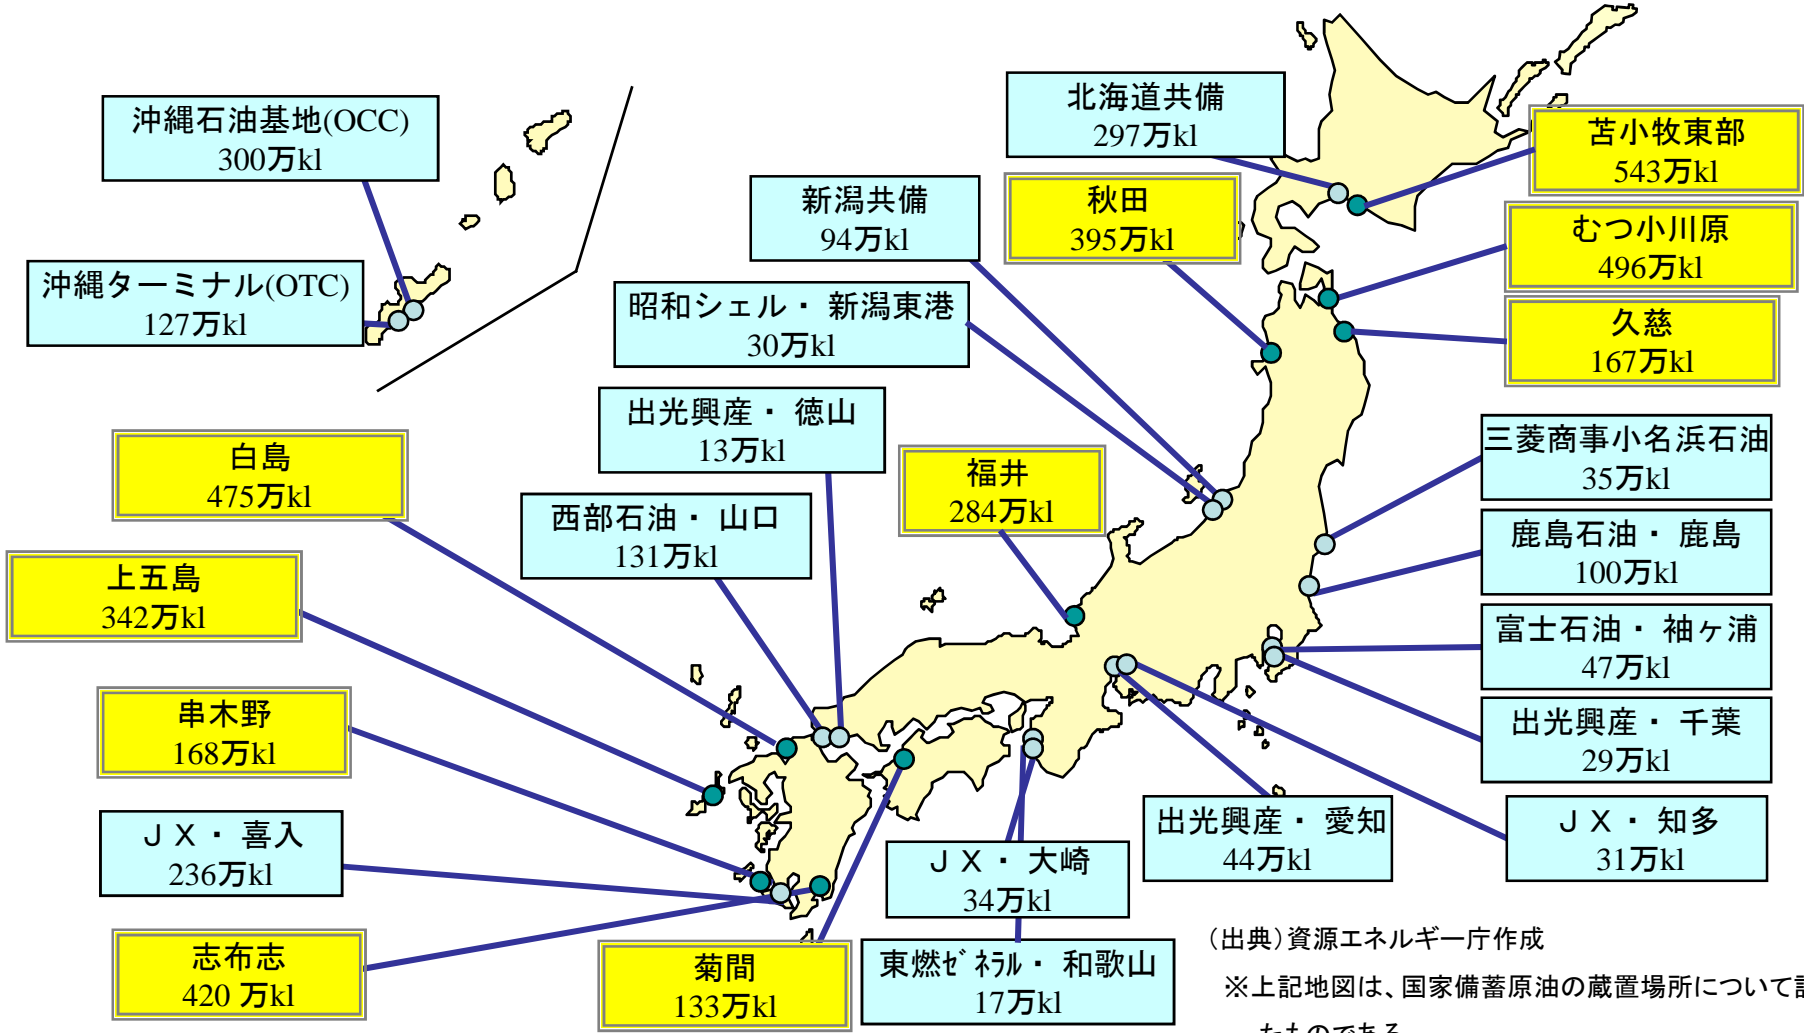 北海道共備
297万kl
苫小牧東部
543万kl
沖縄石油基地(OCC)
300万kl
新潟共備
94万kl
秋田
395万kl
むつ小川原
496万kl
沖縄ターミナル(OTC)
127万kl
昭和シェル・ 新潟東港
30万kl
久慈
167万kl
出光興産・ 徳山
13万kl
三菱商事小名浜石油
35万kl
白島
475万kl
福井
284万kl
西部石油・ 山口
131万kl
鹿島石油・ 鹿島
100万kl
上五島
342万kl
富士石油・ 袖ヶ浦
47万kl
串木野
168万kl
出光興産・ 千葉
29万kl
JX・ 喜入
236万kl
出光興産・ 愛知
44万kl
JX・ 知多
31万kl
JX・ 大崎
34万kl
志布志
420 万kl
菊間
133万kl
東燃ゼネラル・ 和歌山
17万kl
(出典)資源エネルギー庁作成
※上記地図は、国家備蓄原油の蔵置場所について
たものである